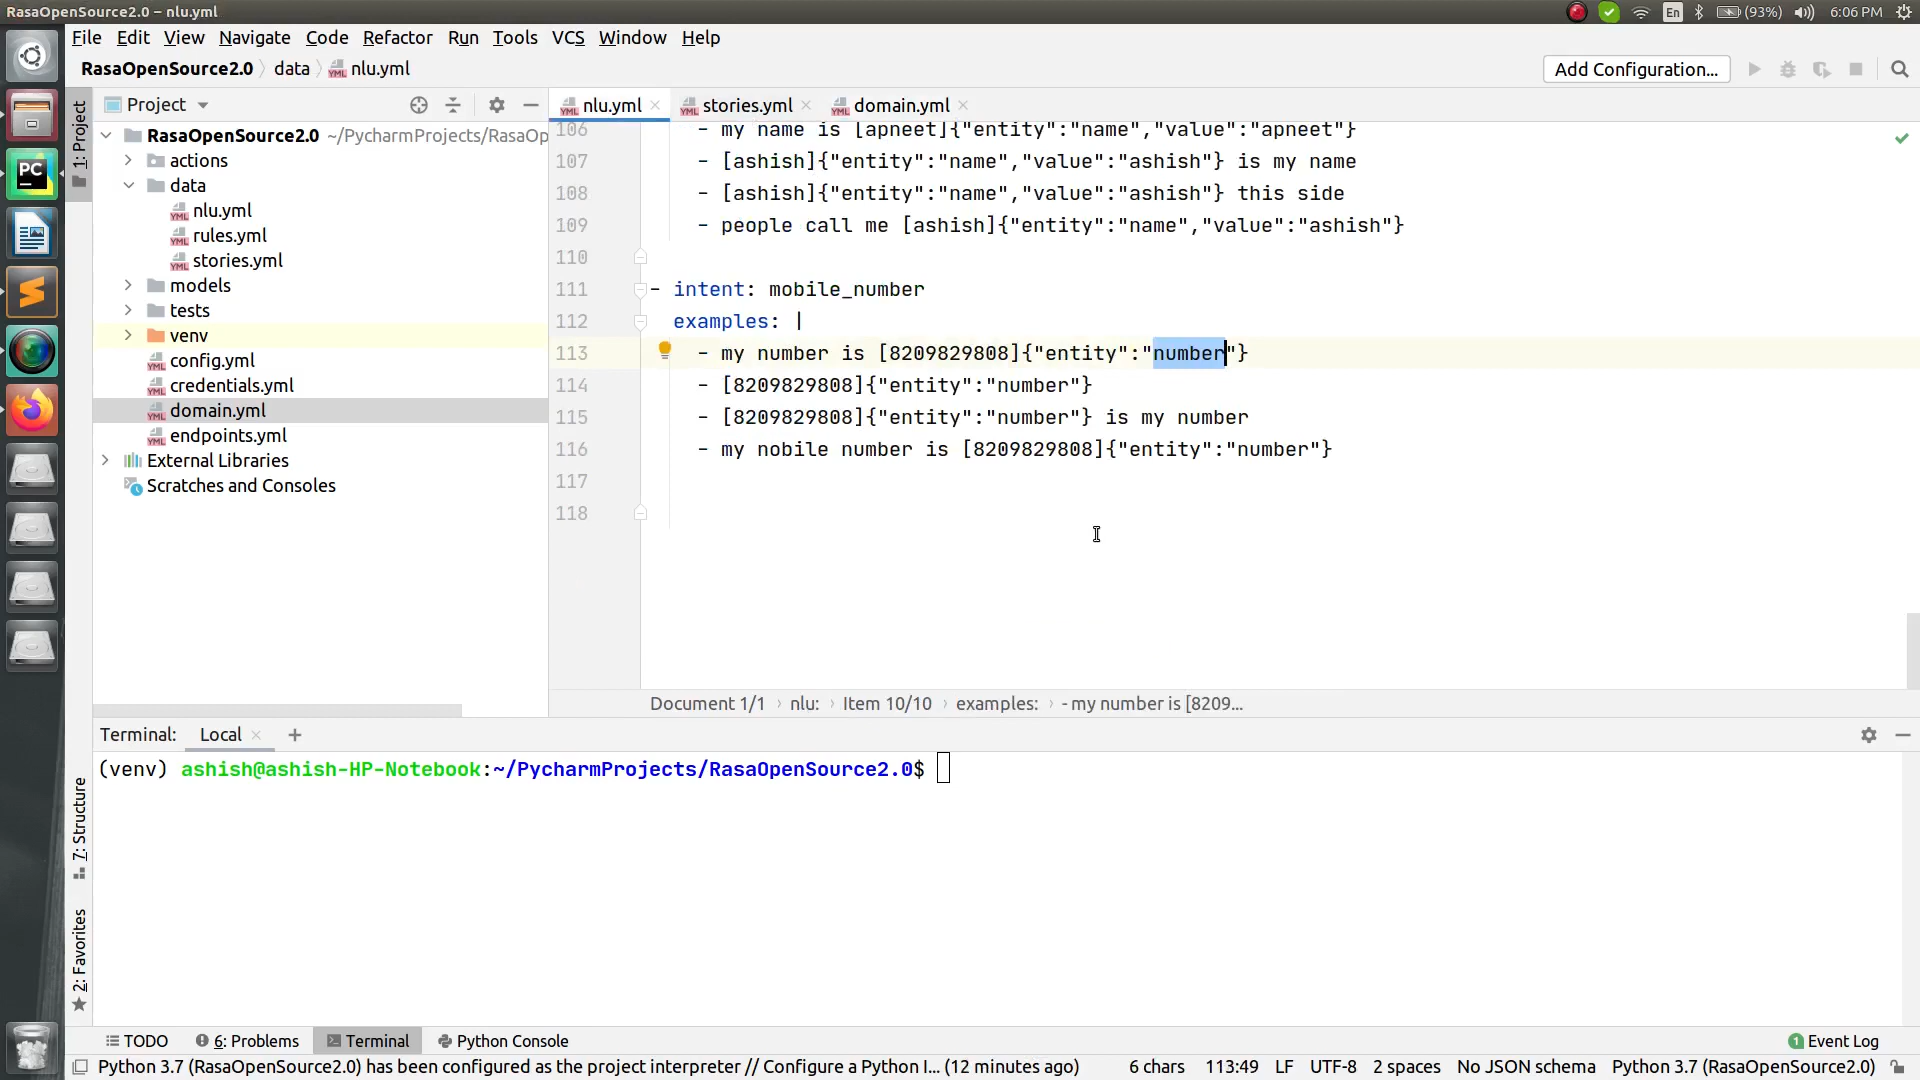 RasaOpenSource2.0 – nlu.yml
En
(93%)
6:06 PM
File Edit View Navigate Code Refactor Run Tools VCS Window Help
RasaOpenSource2.0 data nlu.yml
Add Configuration...
1: Project
Project
nlu.yml
stories.yml
domain.yml
RasaOpenSource2.0 ~/PycharmProjects/RasaOp
actions
data
nlu.yml
rules.yml
stories.yml
models
tests
venv
config.yml
credentials.yml
domain.yml
endpoints.yml
External Libraries
Scratches and Consoles
106 - my name is [apneet]{"entity":"name","value":"apneet"}
107 - [ashish]{"entity":"name","value":"ashish"} is my name
108 - [ashish]{"entity":"name","value":"ashish"} this side
109 - people call me [ashish]{"entity":"name","value":"ashish"}
110
111 - intent: mobile_number
112 examples: |
113 - my number is [8209829808]{"entity":"number"}
114 - [8209829808]{"entity":"number"}
115 - [8209829808]{"entity":"number"} is my number
116 - my nobile number is [8209829808]{"entity":"number"}
117
118
Document 1/1 › nlu: › Item 10/10 › examples: › - my number is [8209...
Terminal: Local
(venv) ashish@ashish-HP-Notebook:~/PycharmProjects/RasaOpenSource2.0$
7: Structure
2: Favorites
TODO 6: Problems Terminal Python Console
1 Event Log
Python 3.7 (RasaOpenSource2.0) has been configured as the project interpreter // Configure a Python I... (12 minutes ago) 6 chars 113:49 LF UTF-8 2 spaces No JSON schema Python 3.7 (RasaOpenSource2.0)